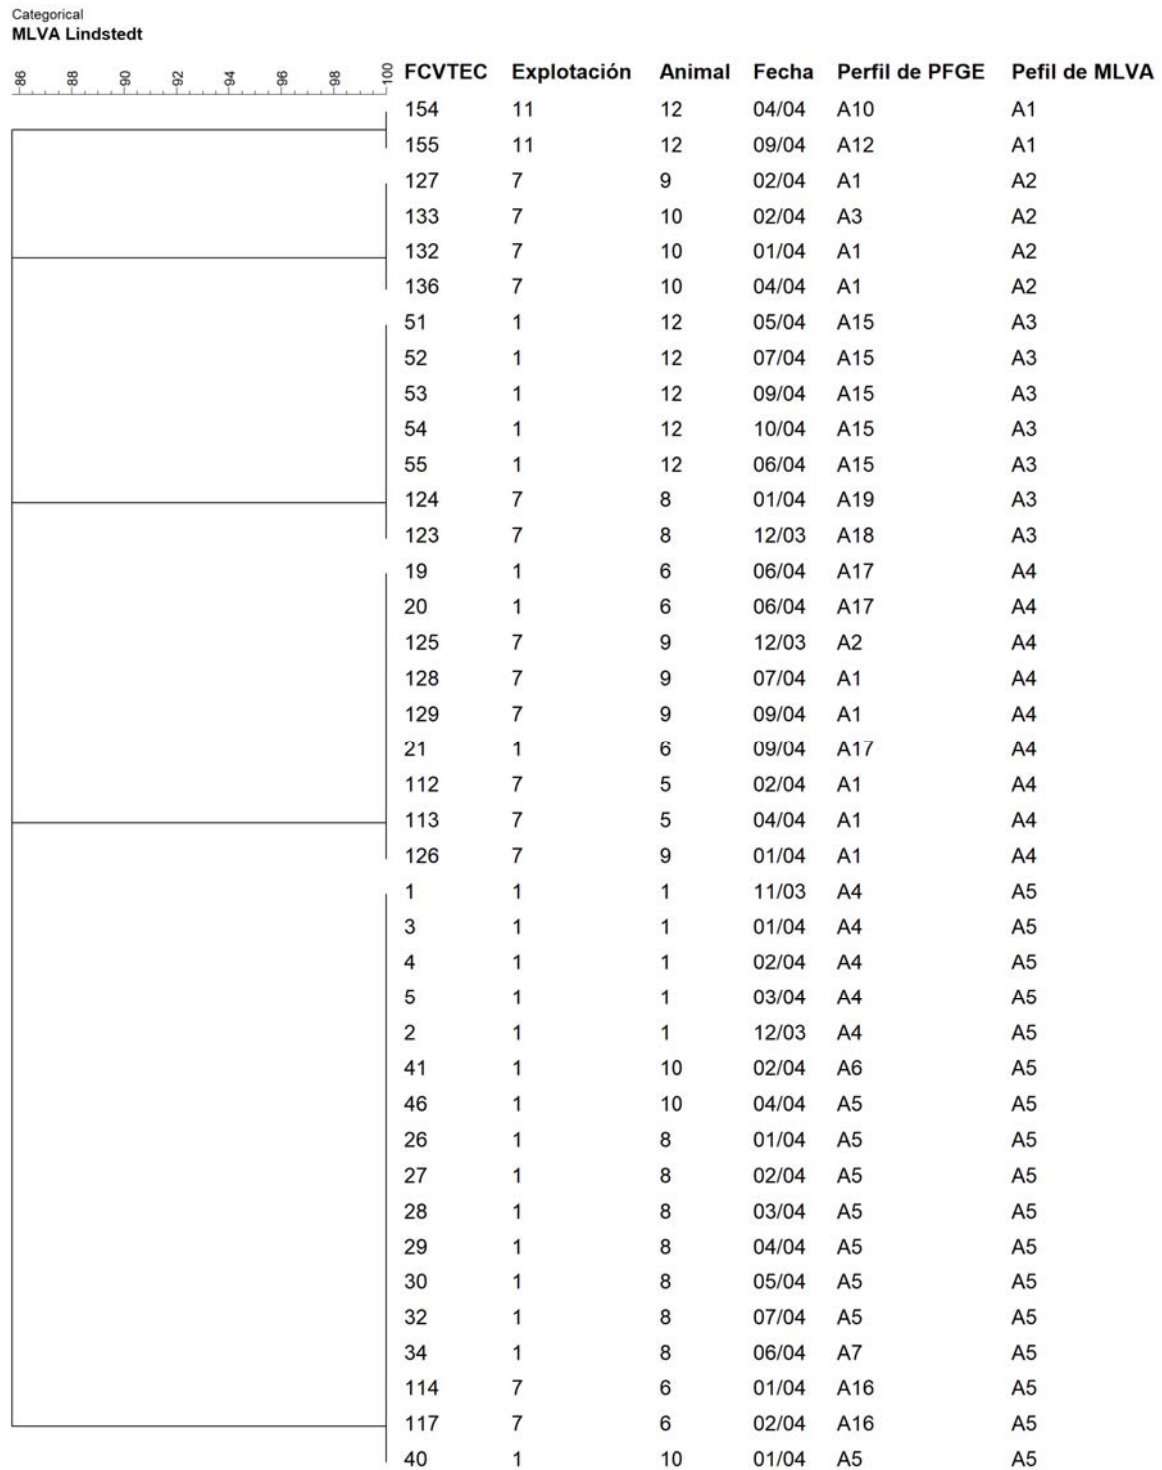 Categorical
MLVA Lindstedt
86 88 90 92 94 96 98 100 FCVTEC Explotación Animal Fecha Perfil de PFGE Pefil de MLVA
154 11 12 04/04 A10 A1
155 11 12 09/04 A12 A1
127 7 9 02/04 A1 A2
133 7 10 02/04 A3 A2
132 7 10 01/04 A1 A2
136 7 10 04/04 A1 A2
51 1 12 05/04 A15 A3
52 1 12 07/04 A15 A3
53 1 12 09/04 A15 A3
54 1 12 10/04 A15 A3
55 1 12 06/04 A15 A3
124 7 8 01/04 A19 A3
123 7 8 12/03 A18 A3
19 1 6 06/04 A17 A4
20 1 6 06/04 A17 A4
125 7 9 12/03 A2 A4
128 7 9 07/04 A1 A4
129 7 9 09/04 A1 A4
21 1 6 09/04 A17 A4
112 7 5 02/04 A1 A4
113 7 5 04/04 A1 A4
126 7 9 01/04 A1 A4
1 1 1 11/03 A4 A5
3 1 1 01/04 A4 A5
4 1 1 02/04 A4 A5
5 1 1 03/04 A4 A5
2 1 1 12/03 A4 A5
41 1 10 02/04 A6 A5
46 1 10 04/04 A5 A5
26 1 8 01/04 A5 A5
27 1 8 02/04 A5 A5
28 1 8 03/04 A5 A5
29 1 8 04/04 A5 A5
30 1 8 05/04 A5 A5
32 1 8 07/04 A5 A5
34 1 8 06/04 A7 A5
114 7 6 01/04 A16 A5
117 7 6 02/04 A16 A5
40 1 10 01/04 A5 A5